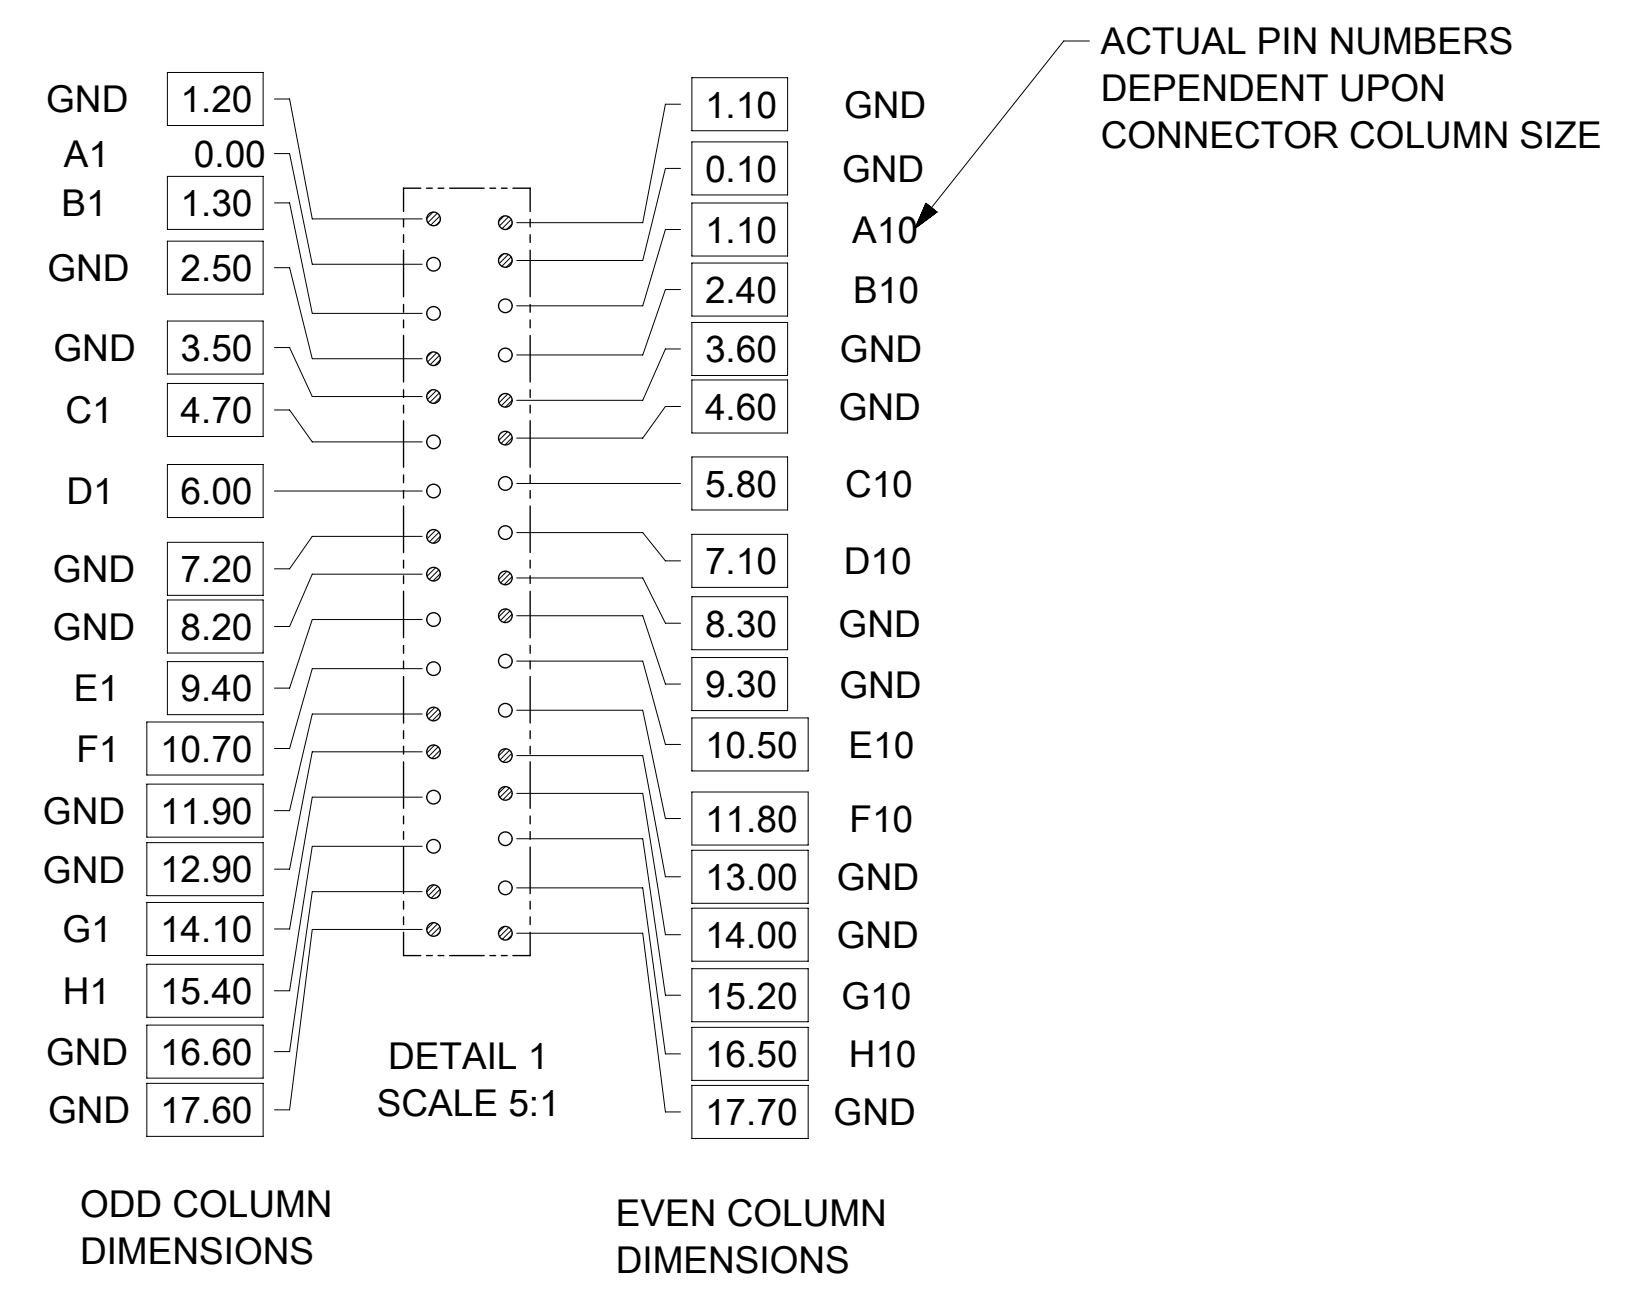 ACTUAL PIN NUMBERS
DEPENDENT UPON
CONNECTOR COLUMN SIZE
GND 1.20
A1 0.00
B1 1.30
GND 2.50
GND 3.50
C1 4.70
D1 6.00
GND 7.20
GND 8.20
E1 9.40
F1 10.70
GND 11.90
GND 12.90
G1 14.10
H1 15.40
GND 16.60
GND 17.60
1.10 GND
0.10 GND
1.10 A10
2.40 B10
3.60 GND
4.60 GND
5.80 C10
7.10 D10
8.30 GND
9.30 GND
10.50 E10
11.80 F10
13.00 GND
14.00 GND
15.20 G10
16.50 H10
17.70 GND
DETAIL 1
SCALE 5:1
ODD COLUMN
DIMENSIONS
EVEN COLUMN
DIMENSIONS